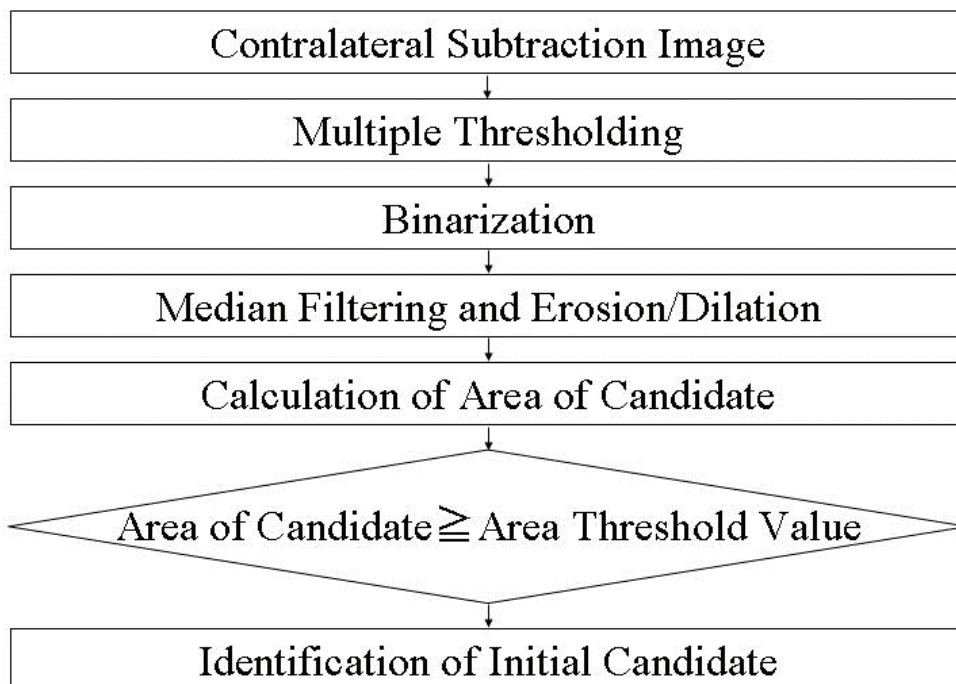 Contralateral Subtraction Image
Multiple Thresholding
Binarization
Median Filtering and Erosion/Dilation
Calculation of Area of Candidate
Area of Candidate≧Area Threshold Value
Identification of Initial Candidate